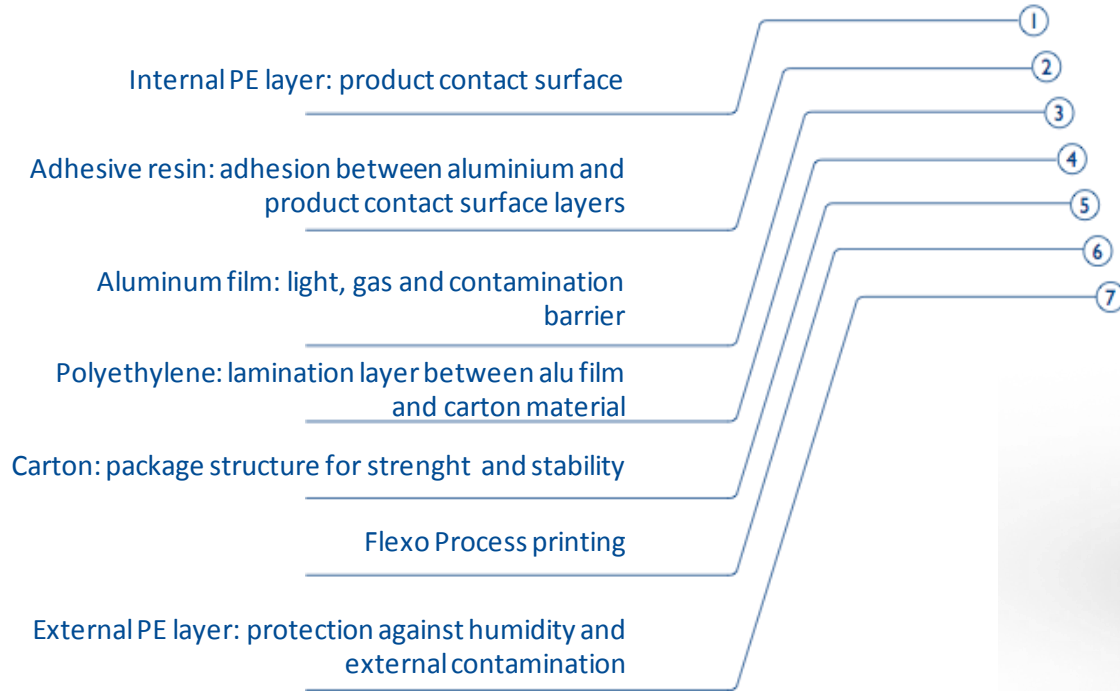 1
Internal PE layer: product contact surface
2
3
Adhesive resin: adhesion between aluminium and
product contact surface layers
4
5
Aluminum film: light, gas and contamination
barrier
6
7
Polyethylene: lamination layer between alu film
and carton material
Carton: package structure for strenght and stability
Flexo Process printing
External PE layer: protection against humidity and
external contamination